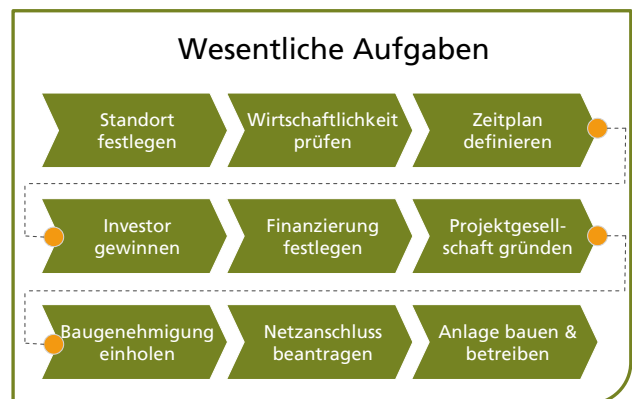 Wesentliche Aufgaben
Standort
festlegen
Wirtschaftlichkeit
prüfen
Zeitplan
definieren
Investor
gewinnen
Finanzierung
festlegen
Projektgesell-
schaft gründen
Baugenehmigung
einholen
Netzanschluss
beantragen
Anlage bauen &
betreiben